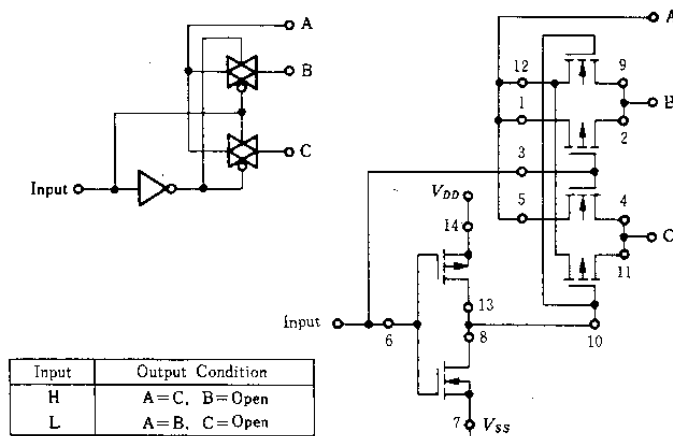 A
B
C
Input
A
12
9
B
1
2
3
V_DD
5
4
14
C
11
13
Input
6
8
10
7
V_SS
Input Output Condition
H A=C, B=Open
L A=B, C=Open